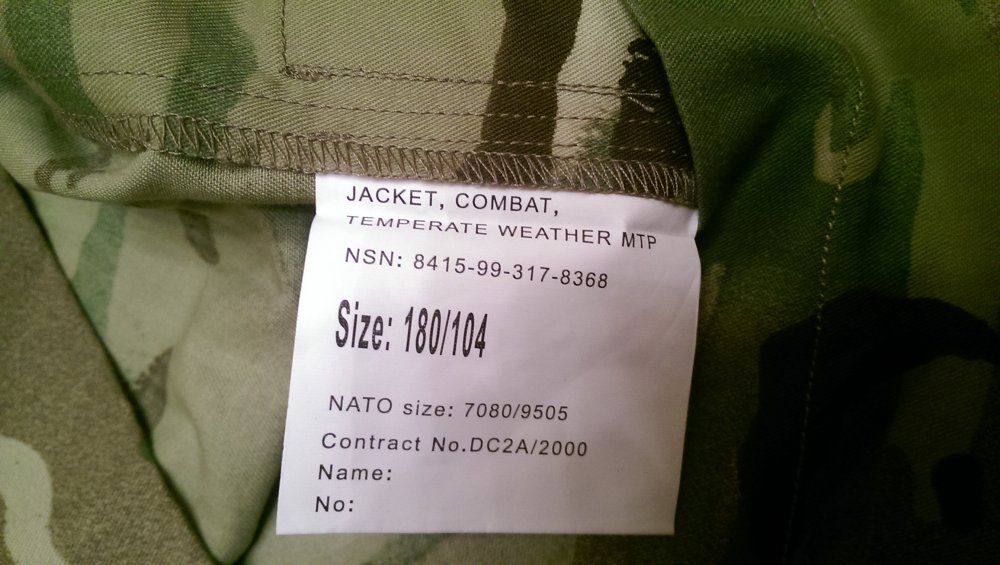 JACKET, COMBAT,
TEMPERATE WEATHER MTP
NSN: 8415-99-317-8368
Size: 180/104
NATO size: 7080/9505
Contract No.DC2A/2000
Name:
No: